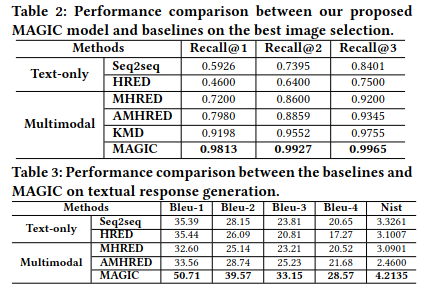 Table 2: Performance comparison between our proposed
MAGIC model and baselines on the best image selection.
Methods Recall@1 Recall@2 Recall@3
Text-only Seq2seq 0.5926 0.7395 0.8401
HRED 0.4600 0.6400 0.7500
Multimodal MHRED 0.7200 0.8600 0.9200
AMHRED 0.7980 0.8859 0.9345
KMD 0.9198 0.9552 0.9755
MAGIC 0.9813 0.9927 0.9965
Table 3: Performance comparison between the baselines and
MAGIC on textual response generation.
Methods Bleu-1 Bleu-2 Bleu-3 Bleu-4 Nist
Text-only Seq2seq 35.39 28.15 23.81 20.65 3.3261
HRED 35.44 26.09 20.81 17.27 3.1007
Multimodal MHRED 32.60 25.14 23.21 20.52 3.0901
AMHRED 33.56 28.74 25.23 21.68 2.4600
MAGIC 50.71 39.57 33.15 28.57 4.2135